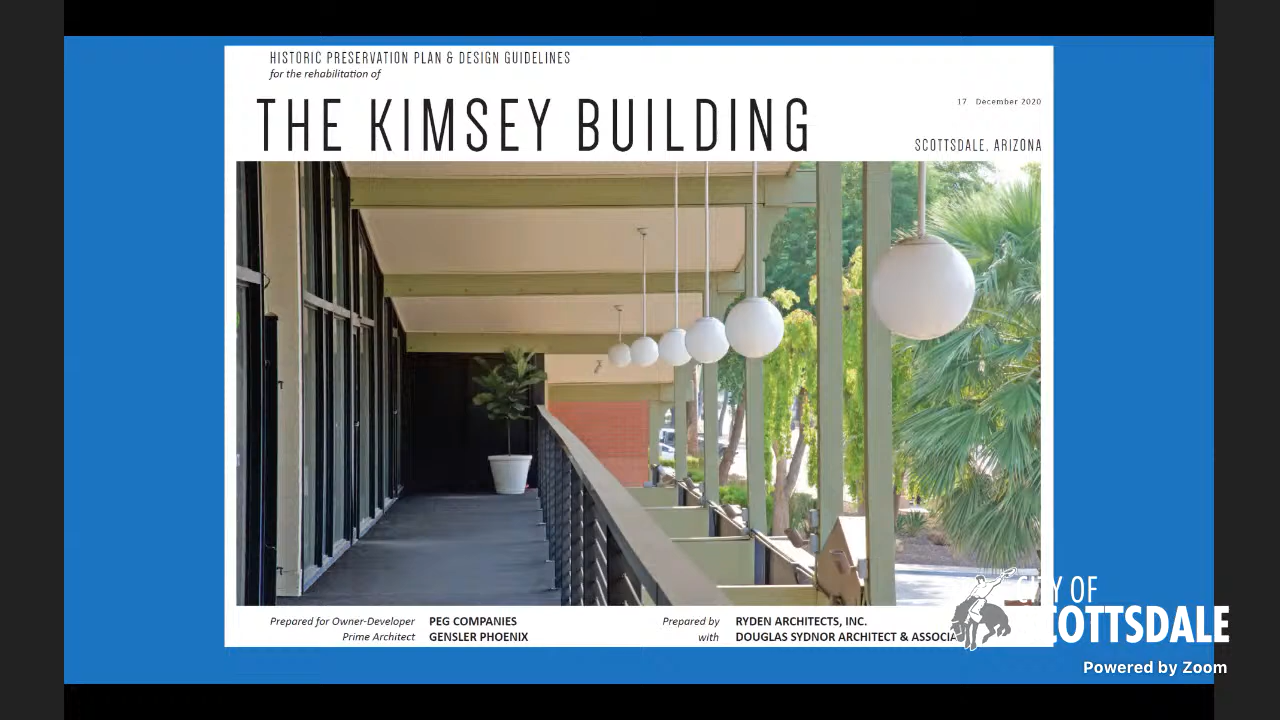 HISTORIC PRESERVATION PLAN & DESIGN GUIDELINES
for the rehabilitation of
THE KIMSEY BUILDING
17 December 2020
SCOTTSDALE, ARIZONA
Prepared for Owner-Developer PEG COMPANIES
Prime Architect GENSLER PHOENIX
Prepared by RYDEN ARCHITECTS, INC.
with DOUGLAS SYDNOR ARCHITECT &
CITY OF
SCOTTSDALE
Powered by Zoom